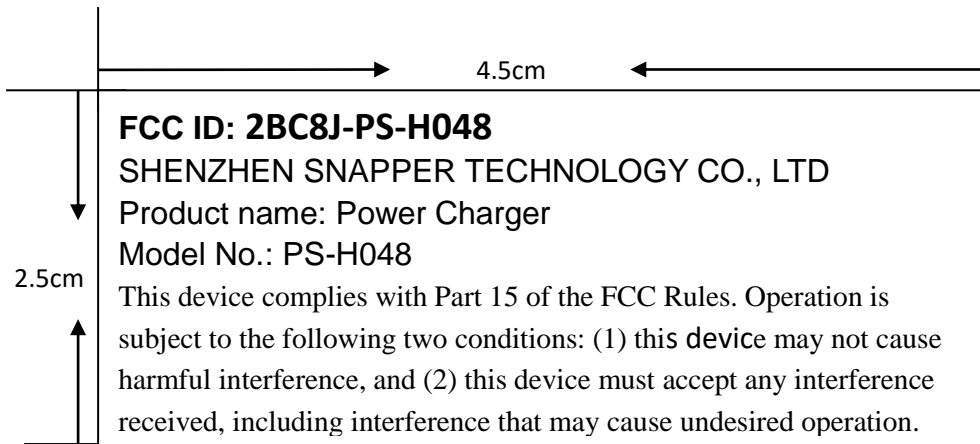 4.5cm
FCC ID: 2BC8J-PS-H048
SHENZHEN SNAPPER TECHNOLOGY CO., LTD
Product name: Power Charger
Model No.: PS-H048
2.5cm
This device complies with Part 15 of the FCC Rules. Operation is
subject to the following two conditions: (1) this device may not cause
harmful interference, and (2) this device must accept any interference
received, including interference that may cause undesired operation.